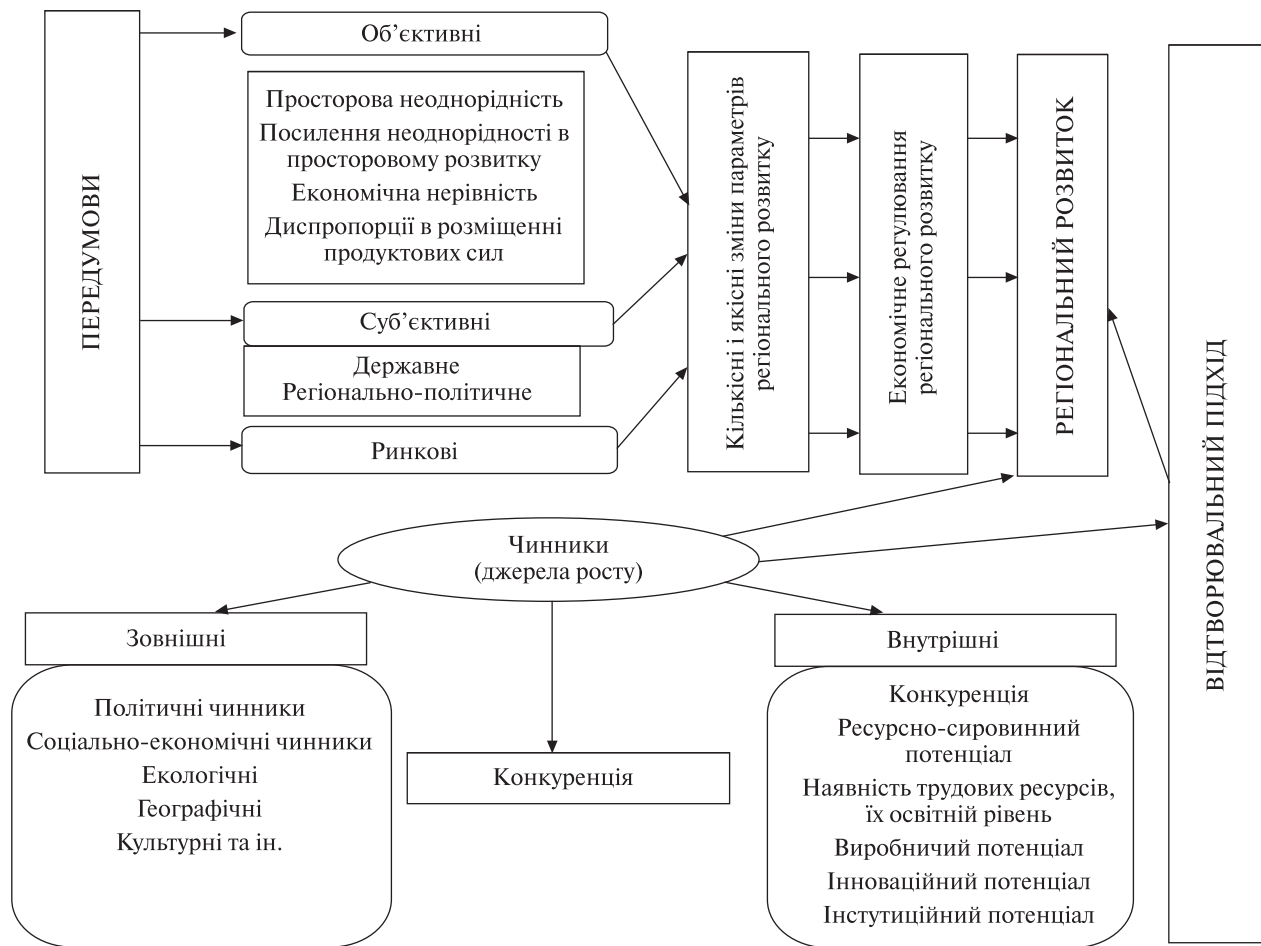 ПЕРЕДУМОВИ
Об’єктивні
Просторова неоднорідність
Посилення неоднорідності в
просторовому розвитку
Економічна нерівність
Диспропорції в розміщенні
продуктових сил
Суб’єктивні
Державне
Регіонально-політичне
Ринкові
Кількісні і якісні зміни параметрів
регіонального розвитку
Економічне регулювання
регіонального розвитку
РЕГІОНАЛЬНИЙ РОЗВИТОК
ВІДТВОРЮВАЛЬНИЙ ПІДХІД
Чинники
(джерела росту)
Зовнішні
Політичні чинники
Соціально-економічні чинники
Екологічні
Географічні
Культурні та ін.
Конкуренція
Внутрішні
Конкуренція
Ресурсно-сировинний
потенціал
Наявність трудових ресурсів,
їх освітній рівень
Виробничий потенціал
Інноваційний потенціал
Інстутиційний потенціал